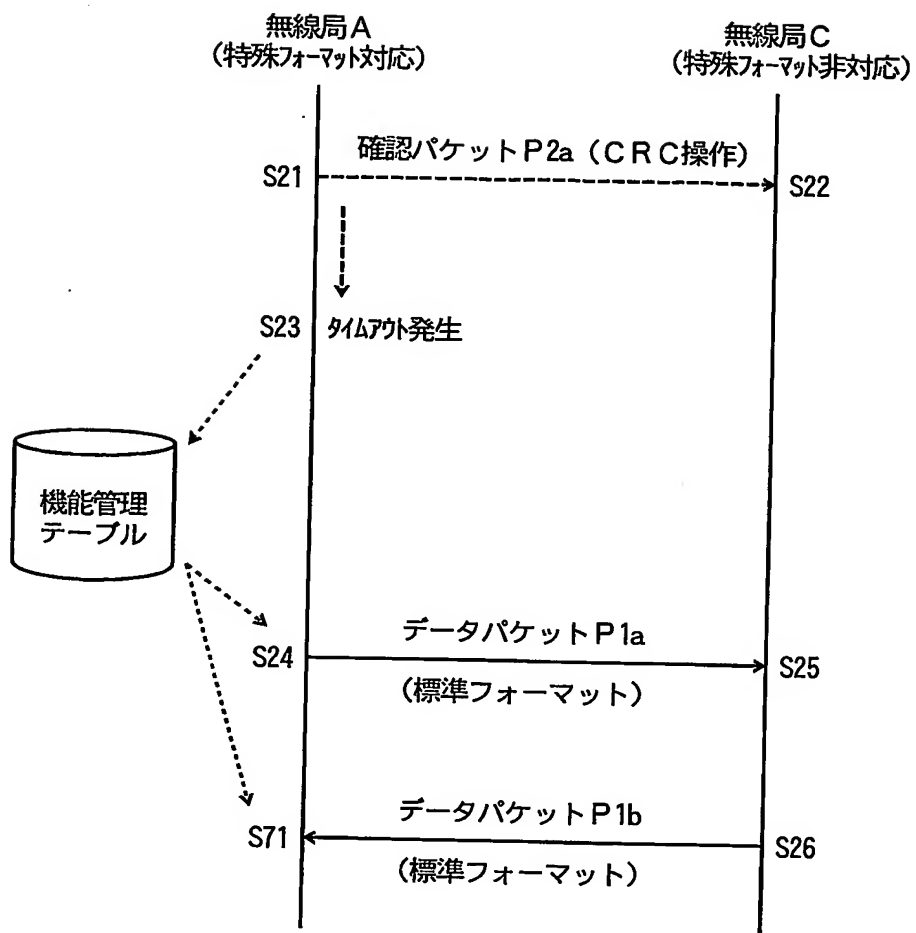 無線局A
(特殊フォーマット対応)
無線局C
(特殊フォーマット非対応)
確認パケットP2a(CRC操作)
S21
S22
S23
タイムアウト発生
機能管理
テーブル
データパケットP1a
S24
S25
(標準フォーマット)
データパケットP1b
S71
S26
(標準フォーマット)